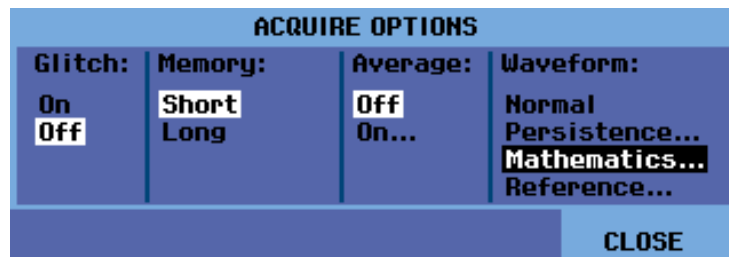 ACQUIRE OPTIONS
Glitch: Memory: Average: Waveform:
On Short Off Normal
Off Long On... Persistence...
Mathematics...
Reference...
CLOSE